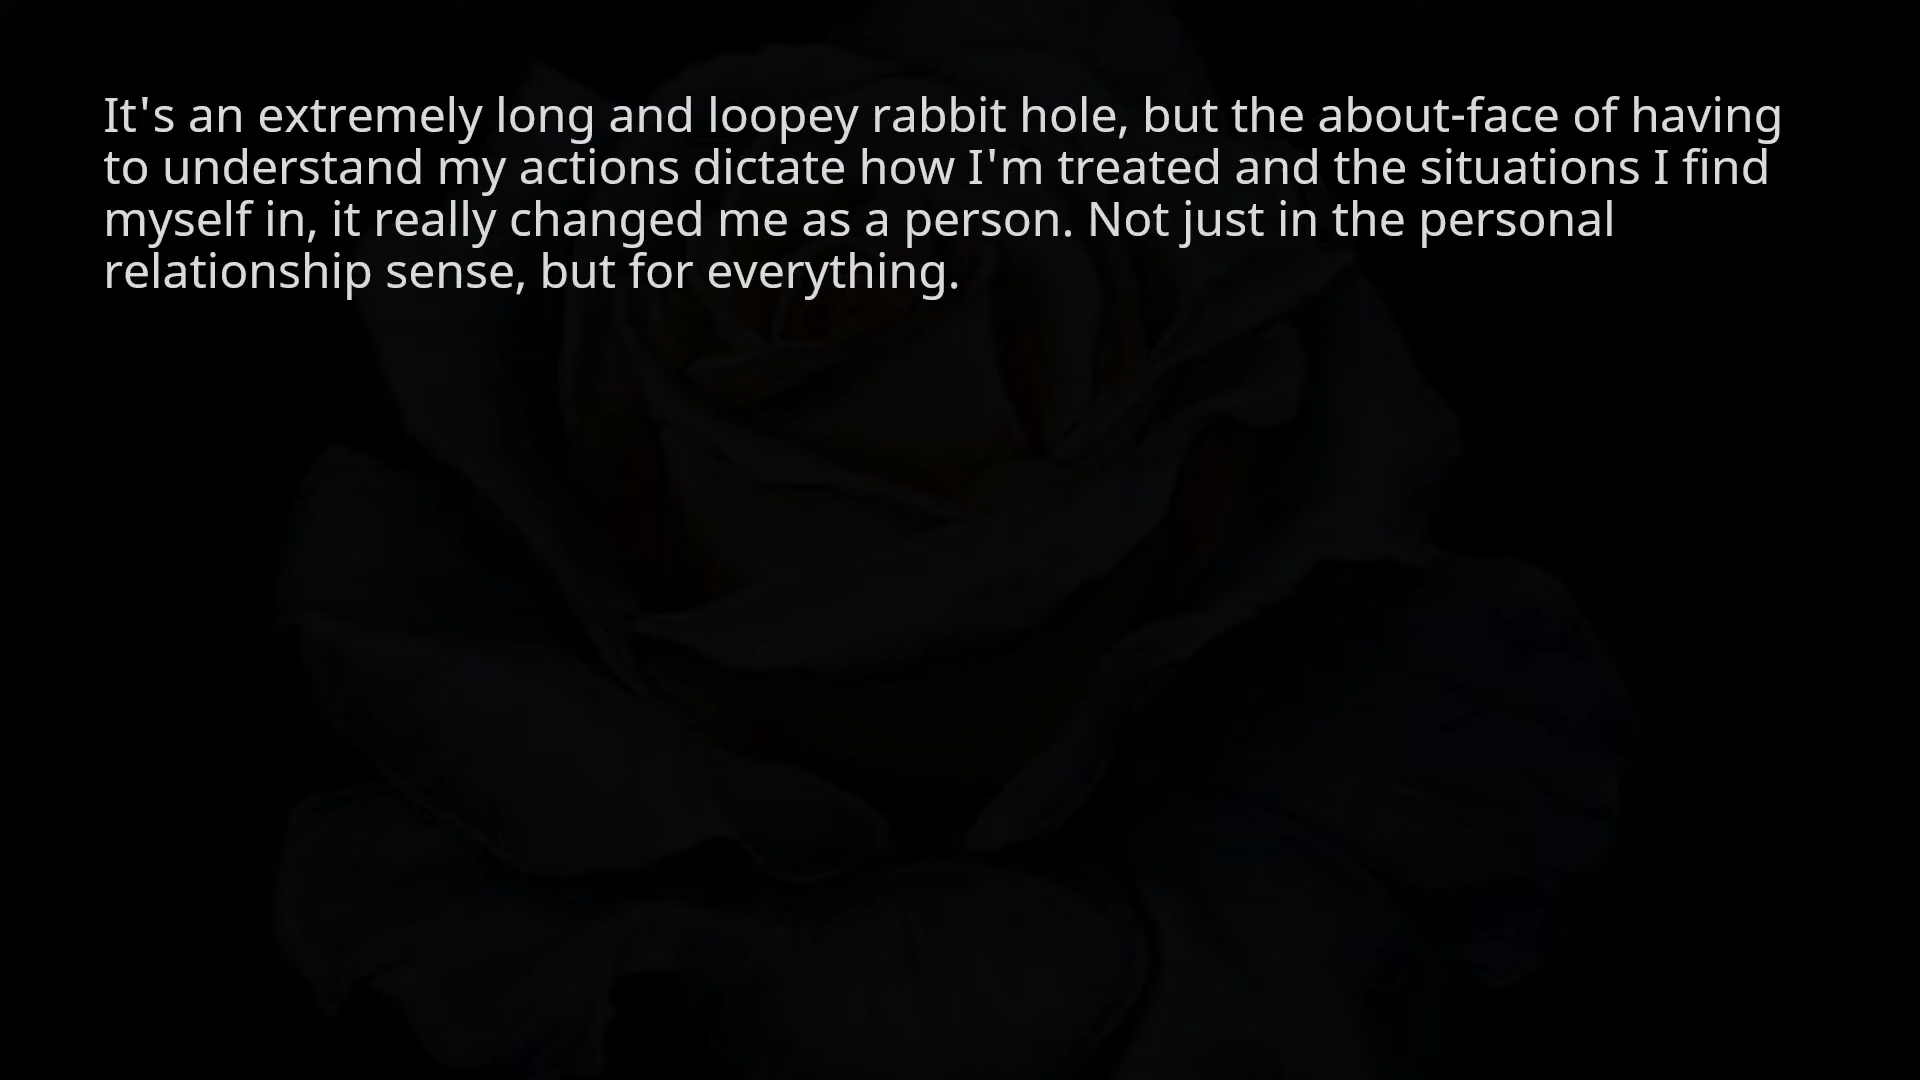 It's an extremely long and loopey rabbit hole, but the about-face of having
to understand my actions dictate how I'm treated and the situations I find
myself in, it really changed me as a person. Not just in the personal
relationship sense, but for everything.